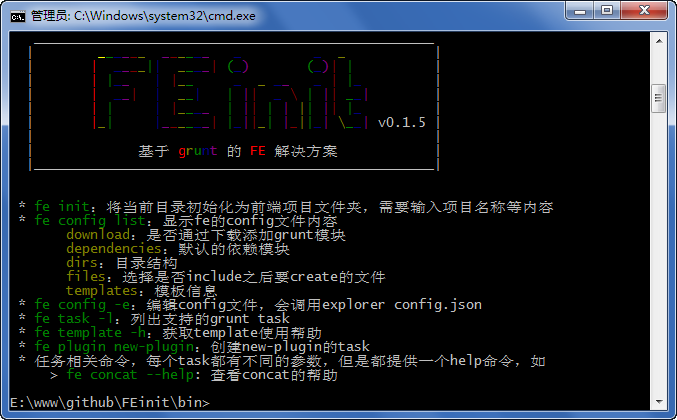 管理员: C:\Windows\system32\cmd.exe
FEinit
v0.1.5
基于 grunt 的 FE 解决方案
* fe init: 将当前目录初始化为前端项目文件夹，需要输入项目名称等内容
* fe config list: 显示fe的config文件内容
download: 是否通过下载添加grunt模块
dependencies: 默认的依赖模块
dirs: 目录结构
files: 选择是否include之后要create的文件
templates: 模板信息
* fe config -e: 编辑config文件，会调用explorer config.json
* fe task -l: 列出支持的grunt task
* fe template -h: 获取template使用帮助
* fe plugin new-plugin: 创建new-plugin的task
* 任务相关命令，每个task都有不同的参数，但是都提供一个help命令，如
> fe concat --help: 查看concat的帮助
E:\www\github\FEinit\bin>